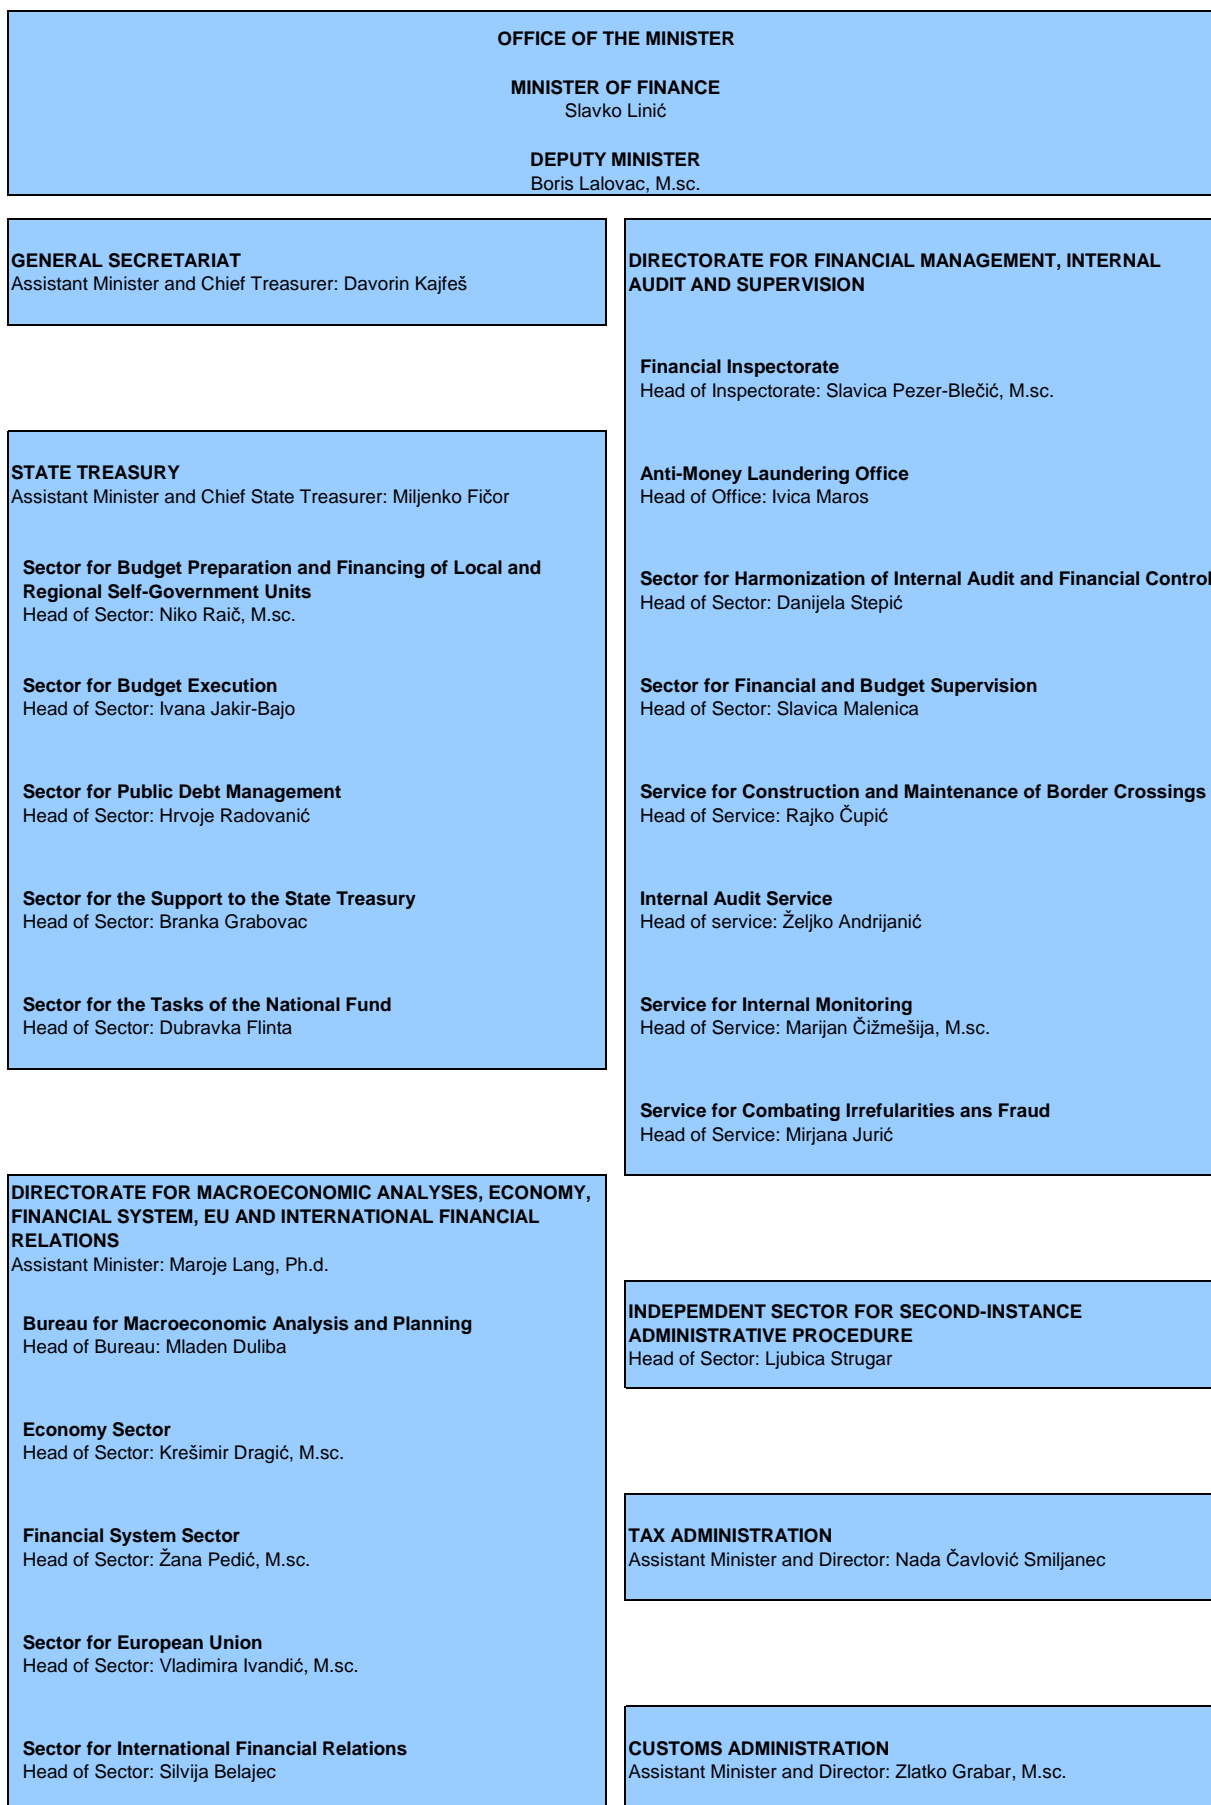 OFFICE OF THE MINISTER
MINISTER OF FINANCE
Slavko Linić
DEPUTY MINISTER
Boris Lalovac, M.sc.
GENERAL SECRETARIAT
Assistant Minister and Chief Treasurer: Davorin Kajfeš
STATE TREASURY
Assistant Minister and Chief State Treasurer: Miljenko Fičor
Sector for Budget Preparation and Financing of Local and
Regional Self-Government Units
Head of Sector: Niko Raič, M.sc.
Sector for Budget Execution
Head of Sector: Ivana Jakir-Bajo
Sector for Public Debt Management
Head of Sector: Hrvoje Radovanić
Sector for the Support to the State Treasury
Head of Sector: Branka Grabovac
Sector for the Tasks of the National Fund
Head of Sector: Dubravka Flinta
DIRECTORATE FOR MACROECONOMIC ANALYSES, ECONOMY,
FINANCIAL SYSTEM, EU AND INTERNATIONAL FINANCIAL
RELATIONS
Assistant Minister: Maroje Lang, Ph.d.
Bureau for Macroeconomic Analysis and Planning
Head of Bureau: Mladen Duliba
Economy Sector
Head of Sector: Krešimir Dragić, M.sc.
Financial System Sector
Head of Sector: Žana Pedić, M.sc.
Sector for European Union
Head of Sector: Vladimira Ivandić, M.sc.
Sector for International Financial Relations
Head of Sector: Silvija Belajec
DIRECTORATE FOR FINANCIAL MANAGEMENT, INTERNAL
AUDIT AND SUPERVISION
Financial Inspectorate
Head of Inspectorate: Slavica Pezer-Blečić, M.sc.
Anti-Money Laundering Office
Head of Office: Ivica Maros
Sector for Harmonization of Internal Audit and Financial Control
Head of Sector: Danijela Stepić
Sector for Financial and Budget Supervision
Head of Sector: Slavica Malenica
Service for Construction and Maintenance of Border Crossings
Head of Service: Rajko Čupić
Internal Audit Service
Head of service: Željko Andrijanić
Service for Internal Monitoring
Head of Service: Marijan Čižmešija, M.sc.
Service for Combating Irrefularities ans Fraud
Head of Service: Mirjana Jurić
INDEPEMDENT SECTOR FOR SECOND-INSTANCE
ADMINISTRATIVE PROCEDURE
Head of Sector: Ljubica Strugar
TAX ADMINISTRATION
Assistant Minister and Director: Nada Čavlović Smiljanec
CUSTOMS ADMINISTRATION
Assistant Minister and Director: Zlatko Grabar, M.sc.